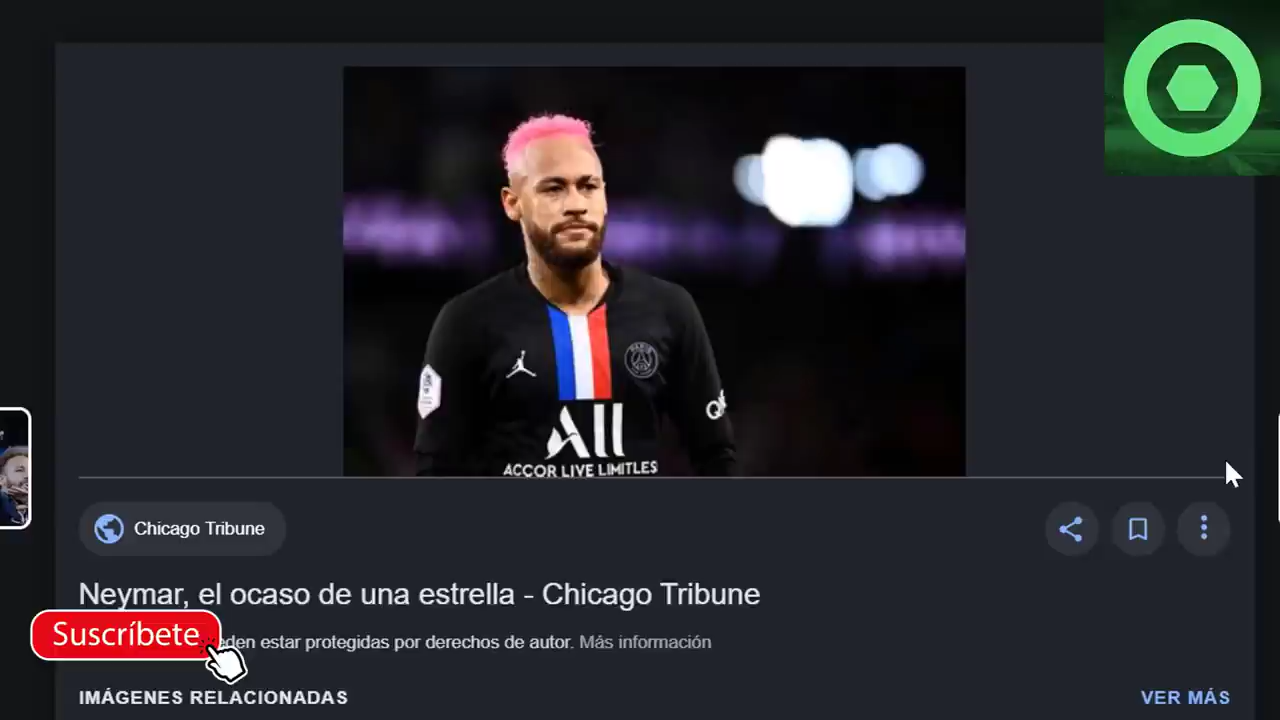 ALL
ACCOR LIVE LIMITLES
Chicago Tribune
Neymar, el ocaso de una estrella - Chicago Tribune
Suscríbete
eden estar protegidas por derechos de autor. Más información
IMÁGENES RELACIONADAS
VER MÁS